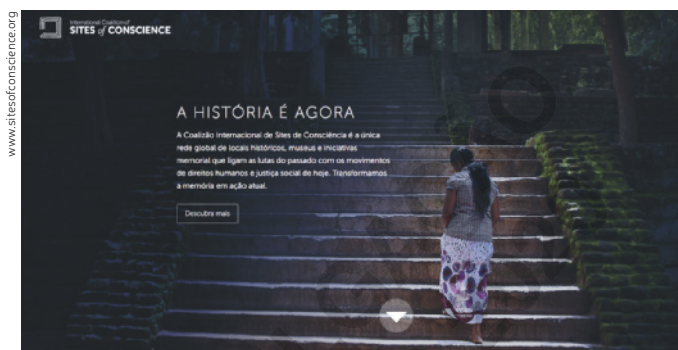 www.sitesofconscience.org
International Coalition of
SITES of CONSCIENCE
A HISTÓRIA É AGORA
A Coalizão Internacional de Sites de Consciência é a única
rede global de locais históricos, museus e iniciativas
memorial que ligam as lutas do passado com os movimentos
de direitos humanos e justiça social de hoje. Transformamos
a memória em ação atual.
Descubra mais